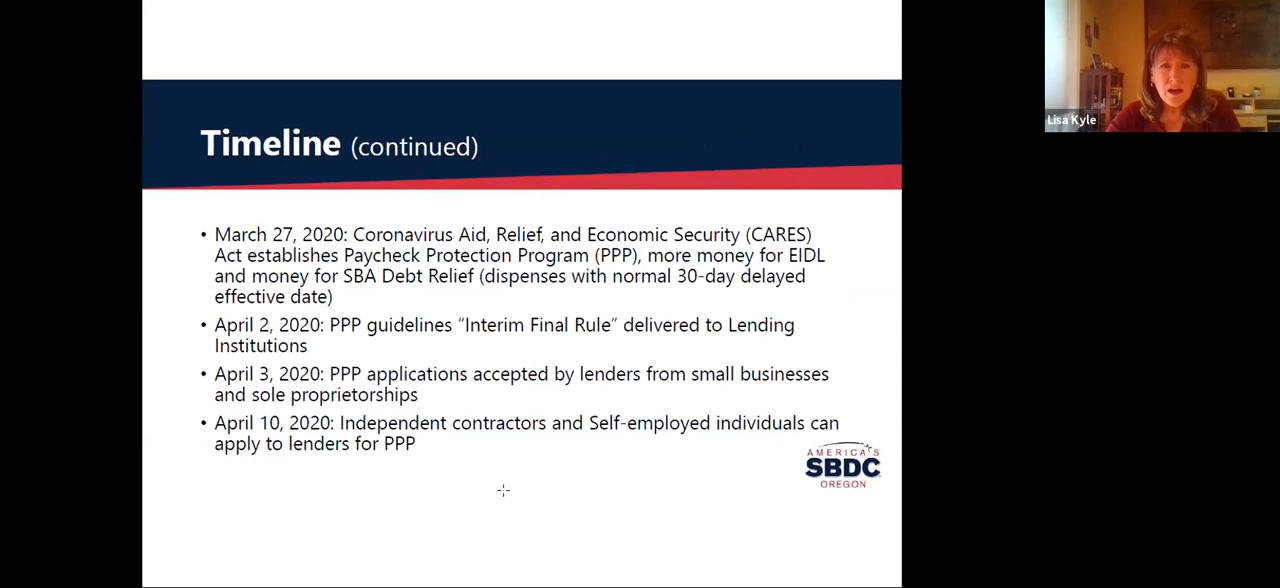 Timeline (continued)
• March 27, 2020: Coronavirus Aid, Relief, and Economic Security (CARES)
Act establishes Paycheck Protection Program (PPP), more money for EIDL
and money for SBA Debt Relief (dispenses with normal 30-day delayed
effective date)
• April 2, 2020: PPP guidelines “Interim Final Rule” delivered to Lending
Institutions
• April 3, 2020: PPP applications accepted by lenders from small businesses
and sole proprietorships
• April 10, 2020: Independent contractors and Self-employed individuals can
apply to lenders for PPP
AMERICA'S
SBDC
OREGON
Lisa Kyle